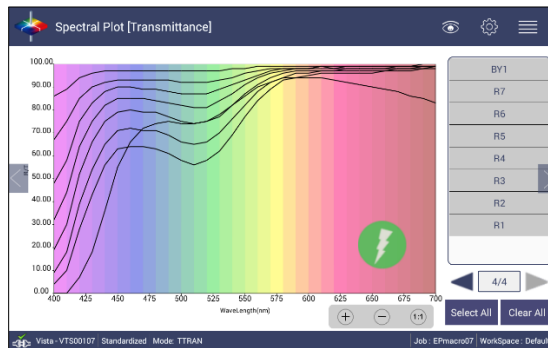 Spectral Plot [Transmittance]
100.00
90.00
80.00
70.00
60.00
50.00
40.00
30.00
20.00
10.00
0.00
400 425 450 475 500 525 550 575 600 625 650 675 700
WaveLength(nm)
1:1
BY1
R7
R6
R5
R4
R3
R2
R1
4/4
Select All
Clear All
Vista - VTS00107 Standardized Mode: TTRAN
Job : EPmacro07 WorkSpace : Default